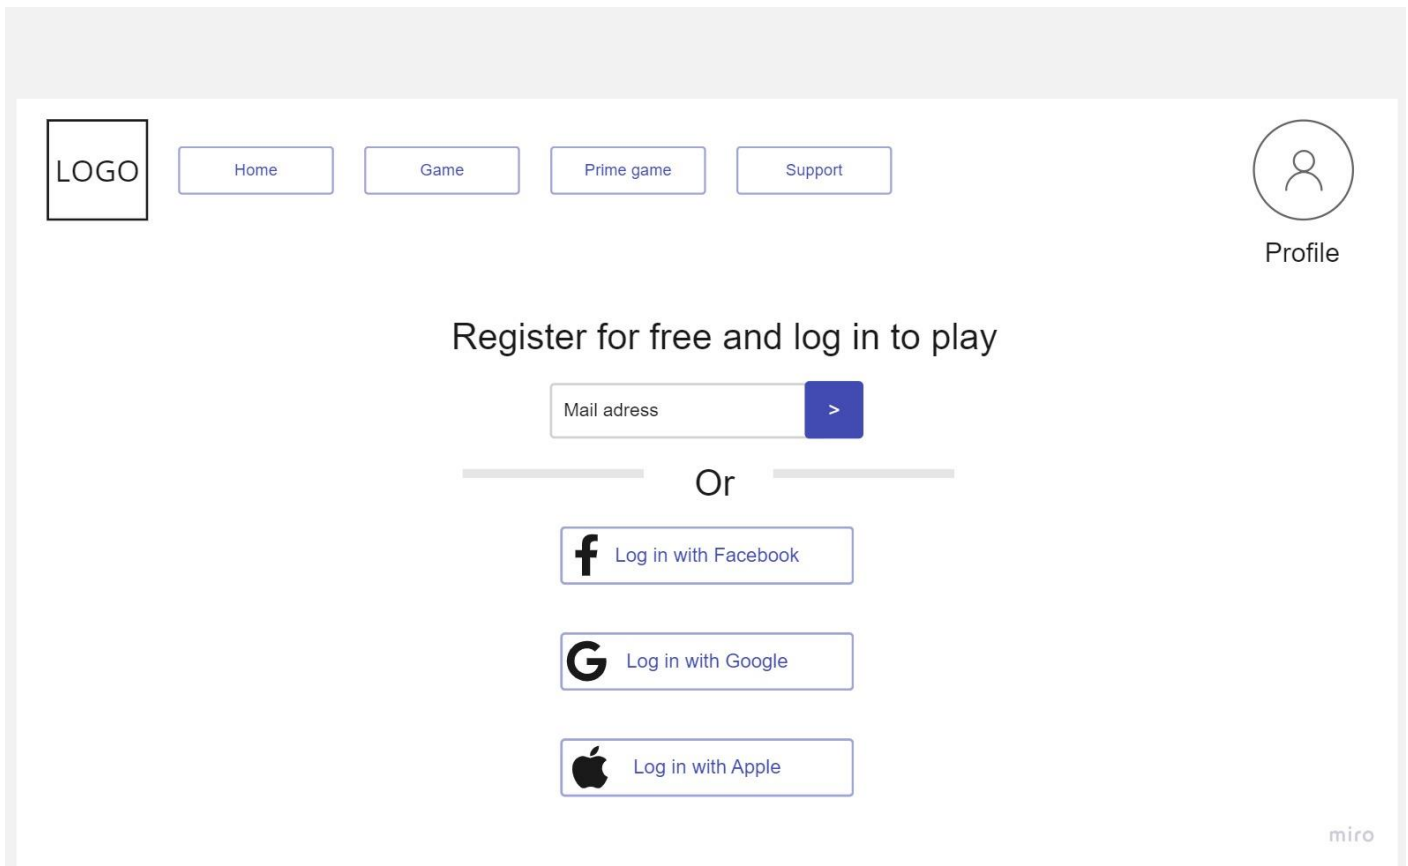 LOGO
Home
Game
Prime game
Support
Profile
Register for free and log in to play
Mail adress
>
Or
Log in with Facebook
Log in with Google
Log in with Apple
miro